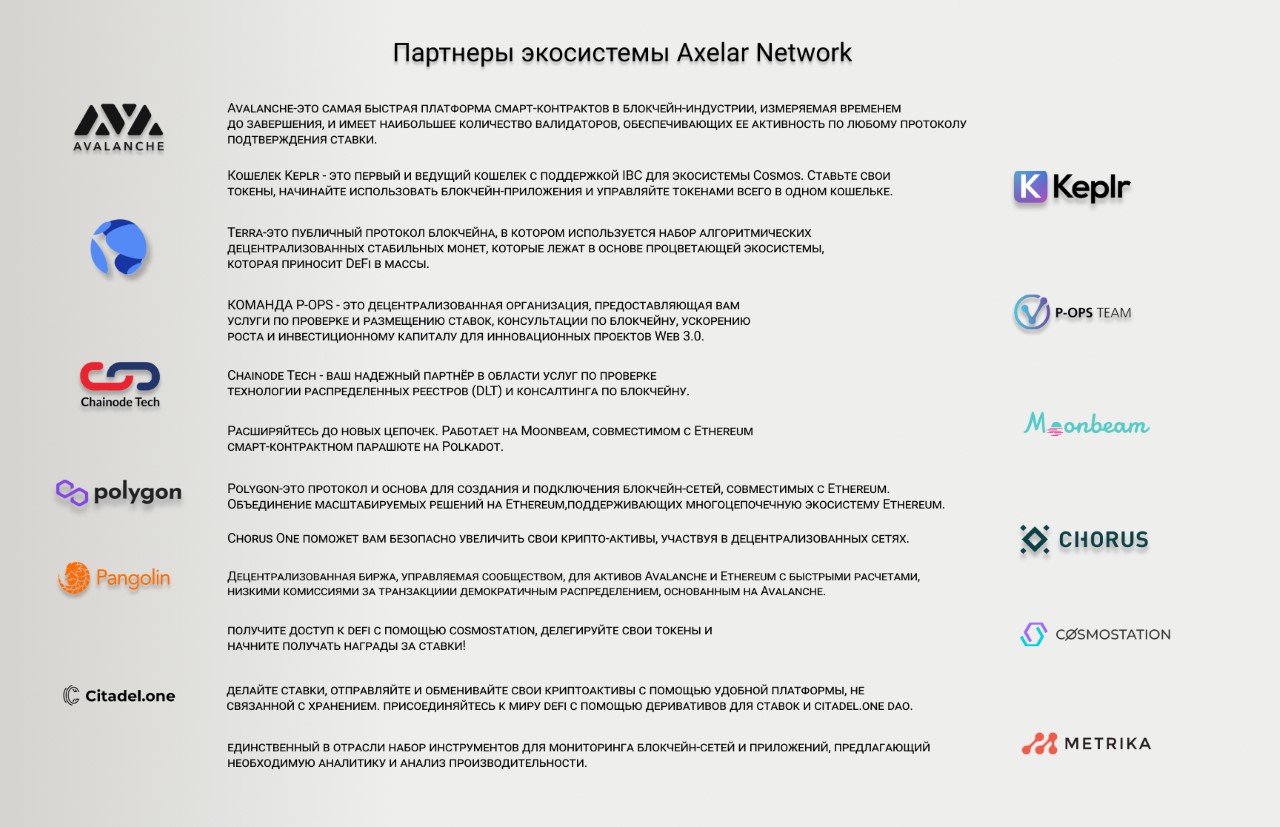 Партнеры экосистемы Axelar Network
AVALANCHE
Avalanche-это самая быстрая платформа смарт-контрактов в блокчейн-индустрии, измеряемая временем
до завершения, и имеет наибольшее количество валидаторов, обеспечивающих ее активность по любому протоколу
подтверждения ставки.
Кошелек Keplr - это первый и ведущий кошелек с поддержкой IBC для экосистемы Cosmos. Ставьте свои
токены, начинайте использовать блокчейн-приложения и управляйте токенами всего в одном кошельке.
Keplr
Terra-это публичный протокол блокчейна, в котором используется набор алгоритмических
децентрализованных стабильных монет, которые лежат в основе процветающей экосистемы,
которая приносит DeFi в массы.
КОМАНДА P-OPS - это децентрализованная организация, предоставляющая вам
услуги по проверке и размещению ставок, консультации по блокчейну, ускорению
роста и инвестиционному капиталу для инновационных проектов Web 3.0.
P-OPS TEAM
Chainode Tech
Chainode Tech - ваш надежный партнёр в области услуг по проверке
технологии распределенных реестров (DLT) и консалтинга по блокчейну.
Расширяйтесь до новых цепочек. Работает на Moonbeam, совместимом с Ethereum
смарт-контрактном парашюте на Polkadot.
Moonbeam
polygon
Polygon-это протокол и основа для создания и подключения блокчейн-сетей, совместимых с Ethereum.
Объединение масштабируемых решений на Ethereum,поддерживающих многоцепочечную экосистему Ethereum.
Chorus One поможет вам безопасно увеличить свои крипто-активы, участвуя в децентрализованных сетях.
CHORUS
Pangolin
Децентрализованная биржа, управляемая сообществом, для активов Avalanche и Ethereum с быстрыми расчетами,
низкими комиссиями за транзакциии демократичным распределением, основанным на Avalanche.
получите доступ к defi с помощью cosmostation, делегируйте свои токены и
начните получать награды за ставки!
CØSMOSTATION
Citadel.one
делайте ставки, отправляйте и обменивайте свои криптоактивы с помощью удобной платформы, не
связанной с хранением. присоединяйтесь к миру defi с помощью деривативов для ставок и citadel.one dao.
единственный в отрасли набор инструментов для мониторинга блокчейн-сетей и приложений, предлагающий
необходимую аналитику и анализ производительности.
METRIKA